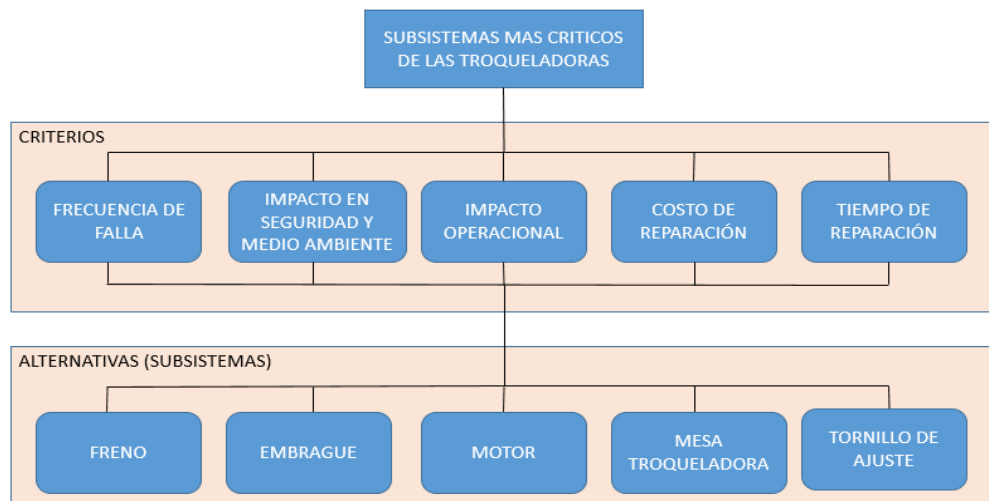 SUBSISTEMAS MAS CRITICOS
DE LAS TROQUELADORAS
CRITERIOS
FRECUENCIA DE
FALLA
IMPACTO EN
SEGURIDAD Y
MEDIO AMBIENTE
IMPACTO
OPERACIONAL
COSTO DE
REPARACIÓN
TIEMPO DE
REPARACIÓN
ALTERNATIVAS (SUBSISTEMAS)
FRENO
EMBRAGUE
MOTOR
MESA
TROQUELADORA
TORNILLO DE
AJUSTE